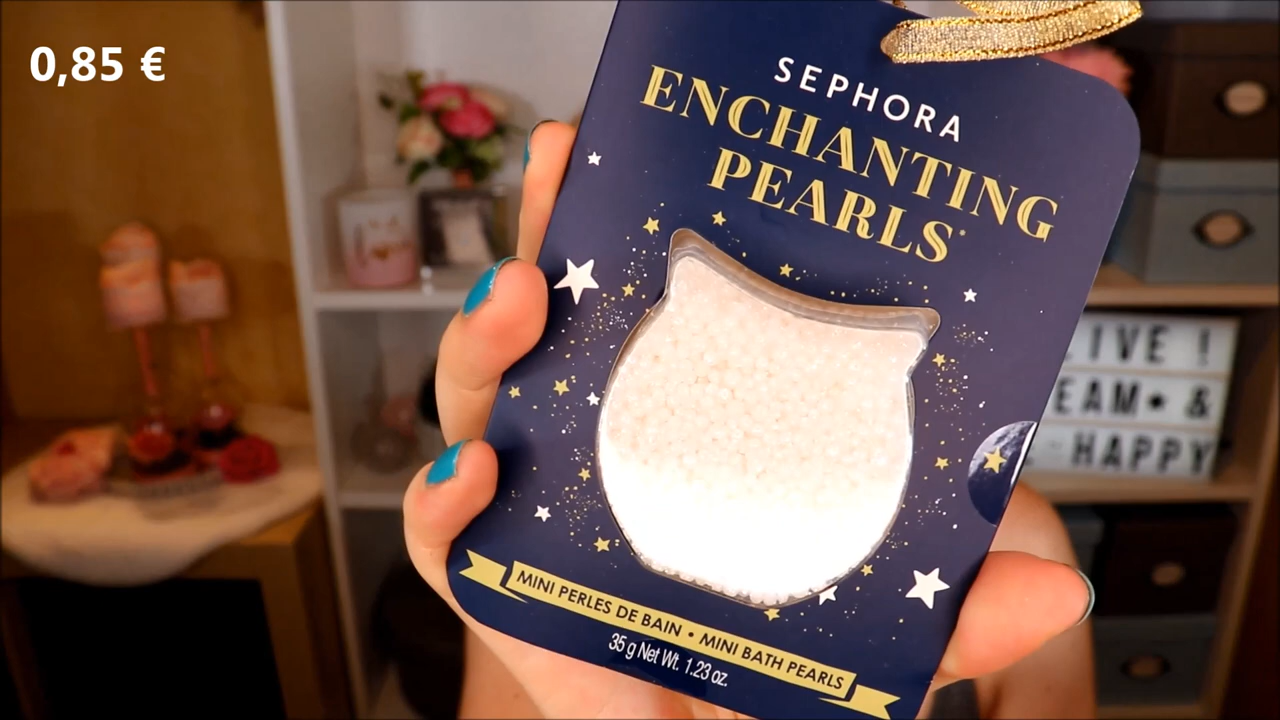 0,85 €
SEPHORA
ENCHANTING
PEARLS*
MINI PERLES DE BAIN • MINI BATH PEARLS
35 g Net Wt. 1.23 oz.
LIVE !
EAM★ &
HAPPY